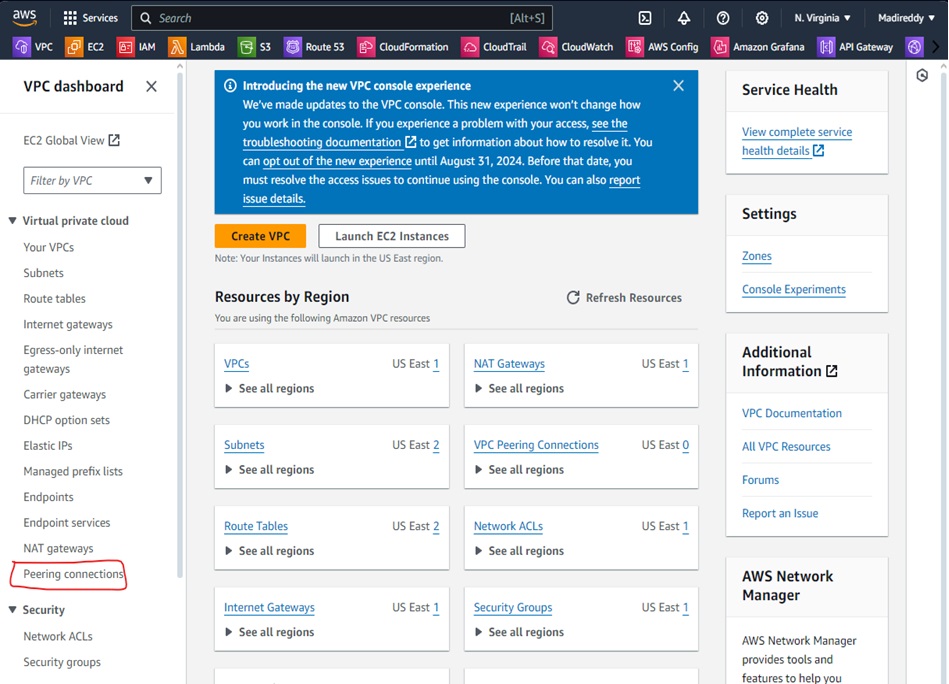 aws
Services
Search
[Alt+S]
N. Virginia ▼
Madireddy ▼
VPC
EC2
IAM
Lambda
S3
Route 53
CloudFormation
CloudTrail
CloudWatch
AWS Config
Amazon Grafana
API Gateway
VPC dashboard
EC2 Global View
Filter by VPC
Virtual private cloud
Your VPCs
Subnets
Route tables
Internet gateways
Egress-only internet
gateways
Carrier gateways
DHCP option sets
Elastic IPs
Managed prefix lists
Endpoints
Endpoint services
NAT gateways
Peering connections
Security
Network ACLs
Security groups
Introducing the new VPC console experience
We've made updates to the VPC console. This new experience won't change how
you work in the console. If you experience a problem with your access, see the
troubleshooting documentation to get information about how to resolve it. You
can opt out of the new experience until August 31, 2024. Before that date, you
must resolve the access issues to continue using the console. You can also report
issue details.
Create VPC
Launch EC2 Instances
Note: Your Instances will launch in the US East region.
Resources by Region
Refresh Resources
You are using the following Amazon VPC resources
VPCs
US East 1
See all regions
NAT Gateways
US East 1
See all regions
Subnets
US East 2
See all regions
VPC Peering Connections
US East 0
See all regions
Route Tables
US East 2
See all regions
Network ACLs
US East 1
See all regions
Internet Gateways
US East 1
See all regions
Security Groups
US East 1
See all regions
Service Health
View complete service
health details
Settings
Zones
Console Experiments
Additional
Information
VPC Documentation
All VPC Resources
Forums
Report an Issue
AWS Network
Manager
AWS Network Manager
provides tools and
features to help you